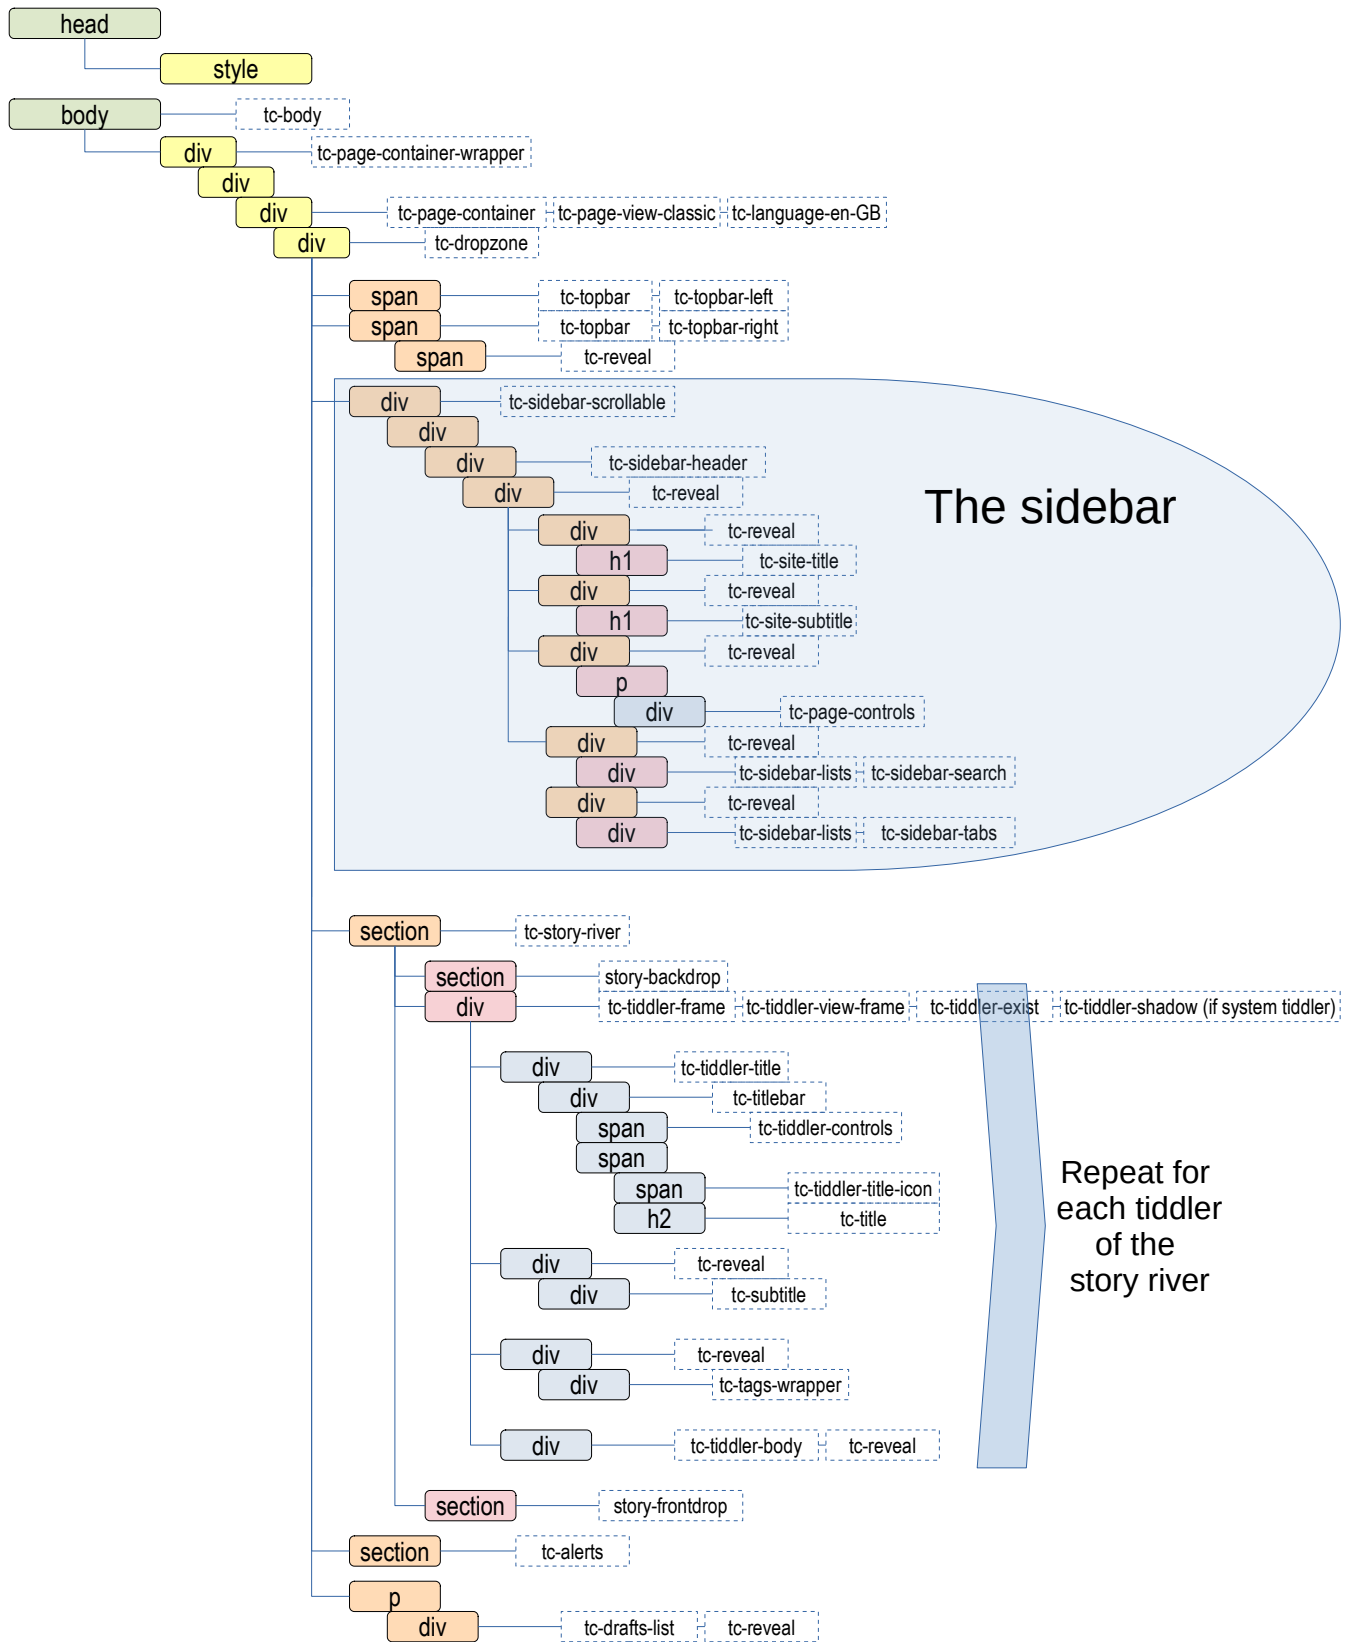 head
style
body tc-body
div tc-page-container-wrapper
div
div tc-page-container tc-page-view-classic tc-language-en-GB
div tc-dropzone
span tc-topbar tc-topbar-left
span tc-topbar tc-topbar-right
span tc-reveal
div tc-sidebar-scrollable
div
div tc-sidebar-header
div tc-reveal
The sidebar
div tc-reveal
h1 tc-site-title
div tc-reveal
h1 tc-site-subtitle
div tc-reveal
p
div tc-page-controls
div tc-reveal
div tc-sidebar-lists tc-sidebar-search
div tc-reveal
div tc-sidebar-lists tc-sidebar-tabs
section tc-story-river
section story-backdrop
div tc-tiddler-frame tc-tiddler-view-frame tc-tiddler-exist tc-tiddler-shadow (if system tiddler)
div tc-tiddler-title
div tc-titlebar
span tc-tiddler-controls
span
span tc-tiddler-title-icon
h2 tc-title
Repeat for
each tiddler
of the
story river
div tc-reveal
div tc-subtitle
div tc-reveal
div tc-tags-wrapper
div tc-tiddler-body tc-reveal
section story-frontdrop
section tc-alerts
p
div tc-drafts-list tc-reveal